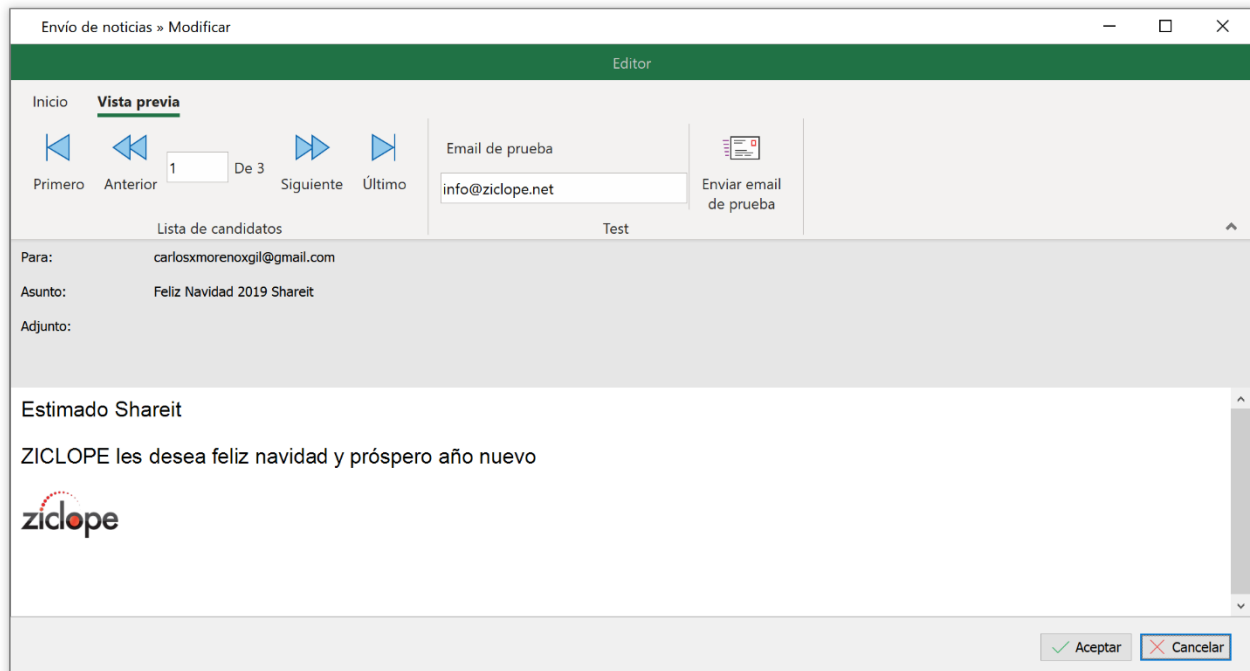 Envío de noticias » Modificar
Editor
Inicio Vista previa
1 De 3
Primero Anterior Siguiente Último
Lista de candidatos
Email de prueba
info@ziclope.net
Test
Enviar email
de prueba
Para: carlosxmorenoxgil@gmail.com
Asunto: Feliz Navidad 2019 Shareit
Adjunto:
Estimado Shareit
ZICLOPE les desea feliz navidad y próspero año nuevo
ziclope
Aceptar Cancelar